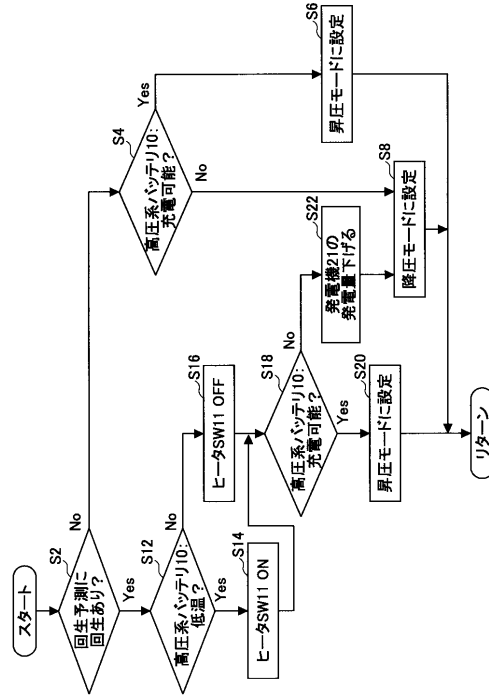 スタート
S2
回生予測に
回生あり?
No
Yes
S4
高圧系バッテリ10:
充電可能?
Yes
No
S6
昇圧モードに設定
S12
高圧系バッテリ10:
低温?
No
Yes
S14
ヒータSW11 ON
S16
ヒータSW11 OFF
S18
高圧系バッテリ10:
充電可能?
No
Yes
S22
発電機21の
発電量下げる
S8
降圧モードに設定
S20
昇圧モードに設定
リターン